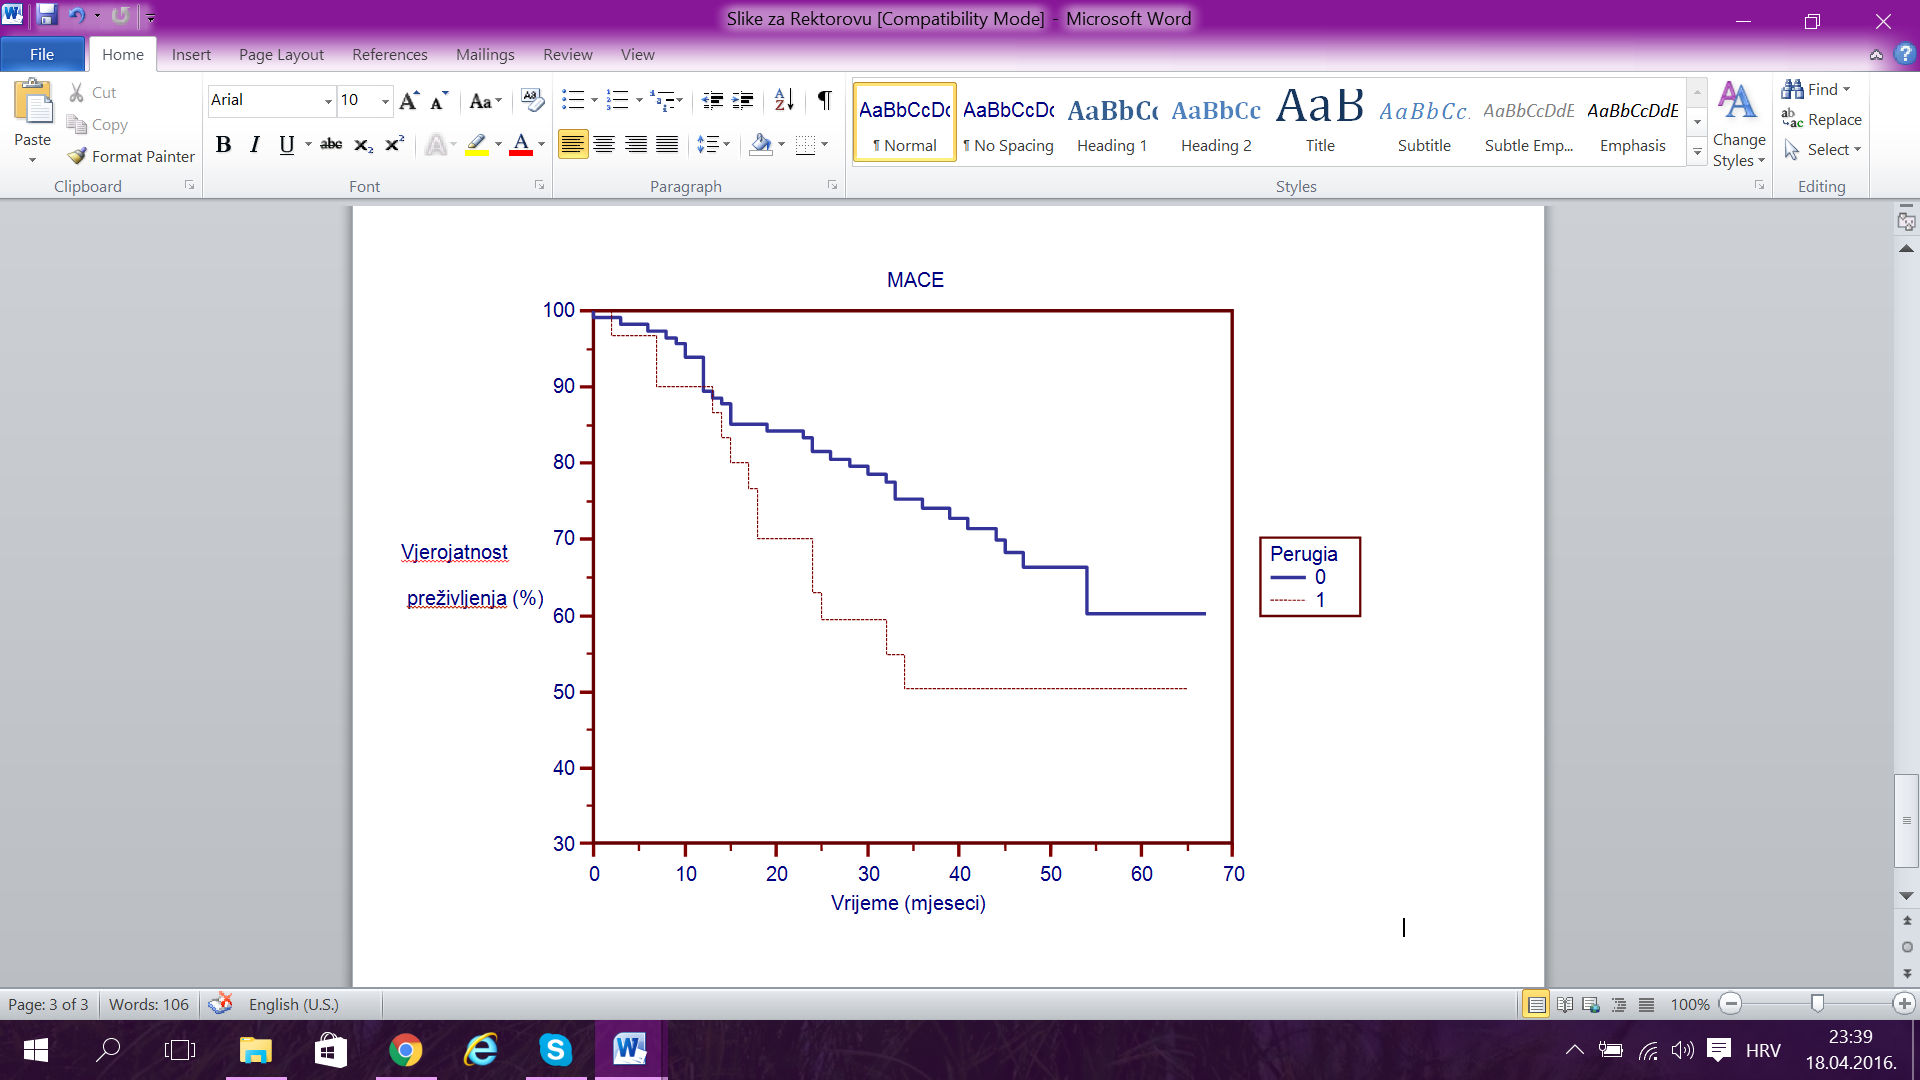 Slike za Rektorovu [Compatibility Mode] - Microsoft Word
File Home Insert Page Layout References Mailings Review View
Paste
Cut
Copy
Format Painter
Clipboard
Arial 10
Font
Paragraph
AaBbCcDc AaBbCcDc AaBbCc AaBbCc AaB AaBbCc. AaBbCcDdE AaBbCcDdE
¶ Normal ¶ No Spacing Heading 1 Heading 2 Title Subtitle Subtle Emp... Emphasis
Styles
Change
Styles
Find
Replace
Select
Editing
MACE
100
90
80
70
60
50
40
30
Vjerojatnost
preživljenja (%)
0 10 20 30 40 50 60 70
Vrijeme (mjeseci)
Perugia
0
1
Page: 3 of 3 Words: 106 English (U.S.) 100%
HRV
23:39
18.04.2016.